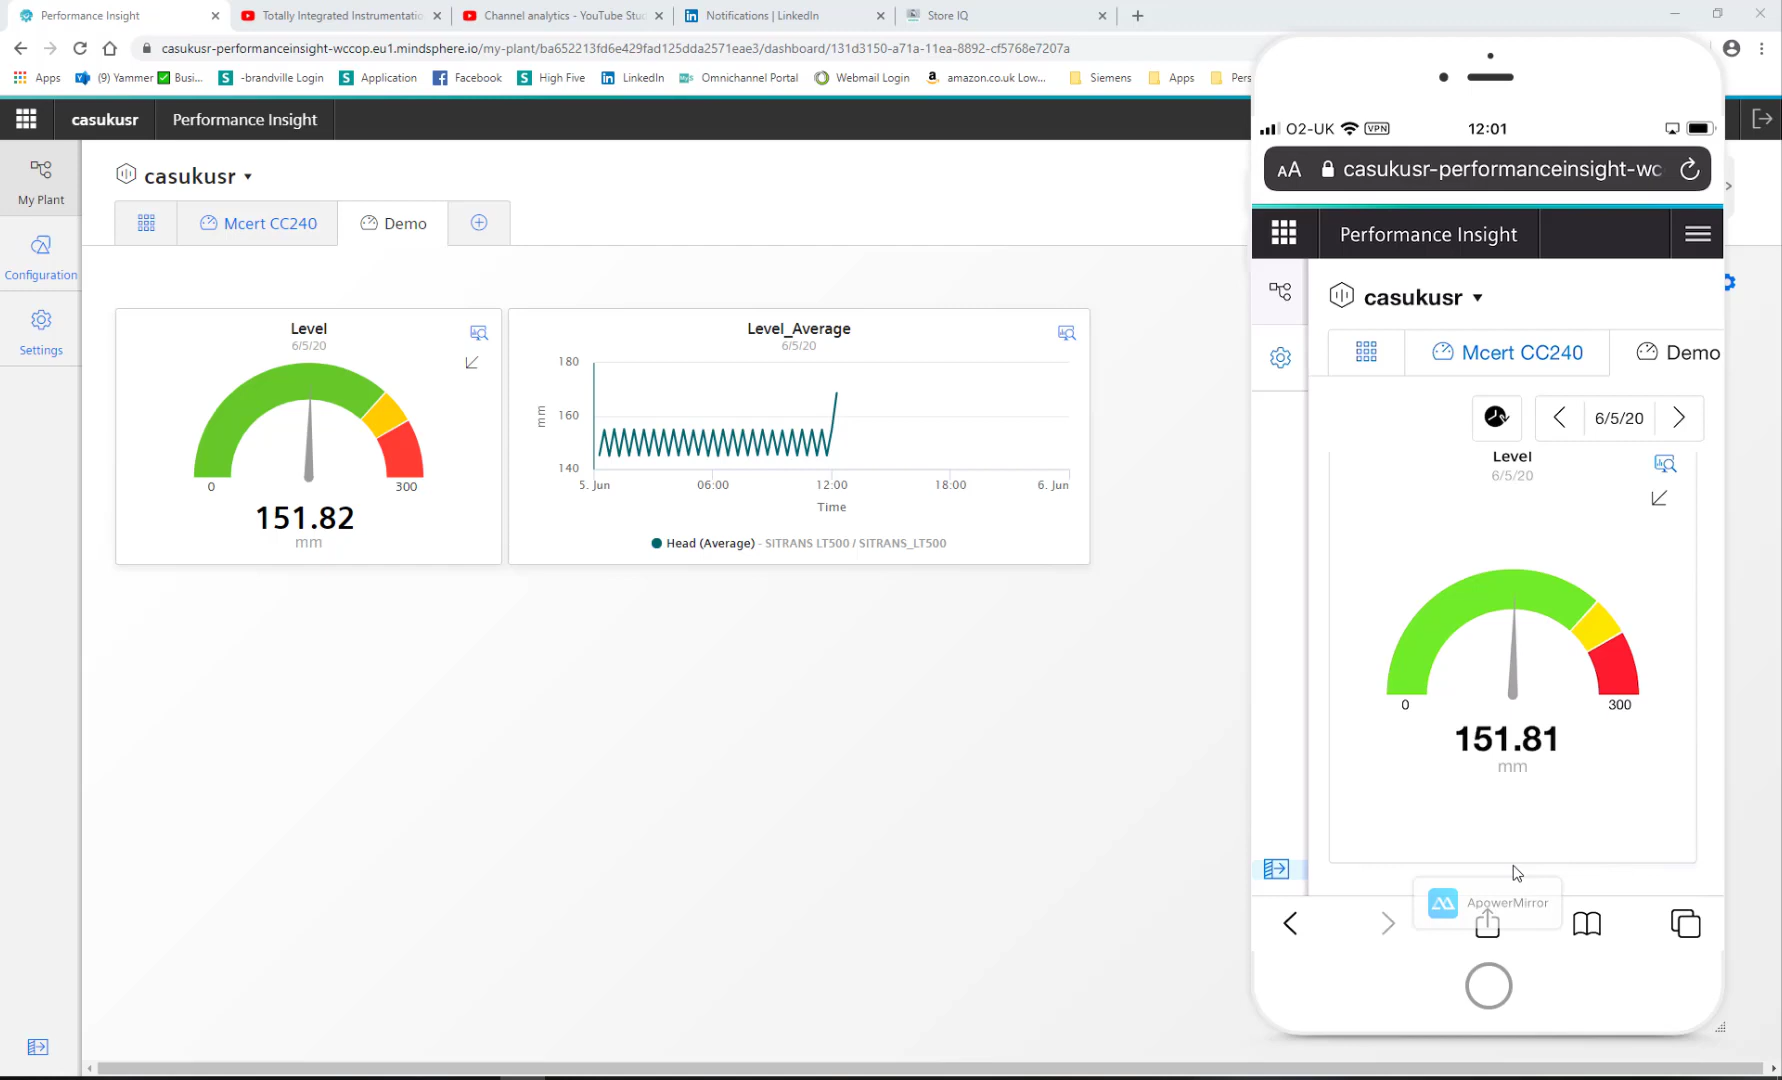 Performance Insight
Totally Integrated Instrumentatio
Channel analytics - YouTube Stu
Notifications | LinkedIn
Store IQ
casukusr-performanceinsight-wccop.eu1.mindsphere.io/my-plant/ba652213fd6e429fad125dda2571eae3/dashboard/131d3150-a71a-11ea-8892-cf5768e7207a
Apps
(9) Yammer
Busi...
-brandville Login
Application
Facebook
High Five
LinkedIn
Omnichannel Portal
Webmail Login
amazon.co.uk Low...
Siemens
Apps
Pers
casukusr
Performance Insight
My Plant
Configuration
Settings
casukusr
Mcert CC240
Demo
Level
6/5/20
0
300
151.82
mm
Level_Average
6/5/20
180
160
140
mm
5. Jun
06:00
12:00
18:00
6. Jun
Time
Head (Average) - SITRANS LT500 / SITRANS_LT500
O2-UK
VPN
12:01
AA
casukusr-performanceinsight-wc
Performance Insight
casukusr
Mcert CC240
Demo
6/5/20
Level
6/5/20
0
300
151.81
mm
ApowerMirror